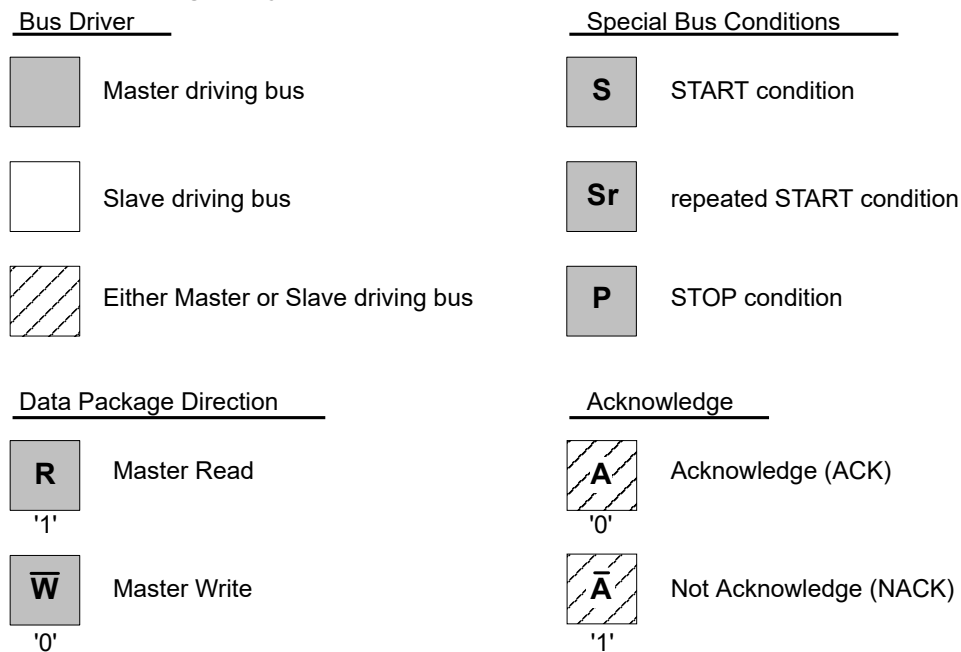 Bus Driver
Master driving bus
Slave driving bus
Either Master or Slave driving bus
Special Bus Conditions
S START condition
Sr repeated START condition
P STOP condition
Data Package Direction
R Master Read
'1'
W̅ Master Write
'0'
Acknowledge
A Acknowledge (ACK)
'0'
A̅ Not Acknowledge (NACK)
'1'